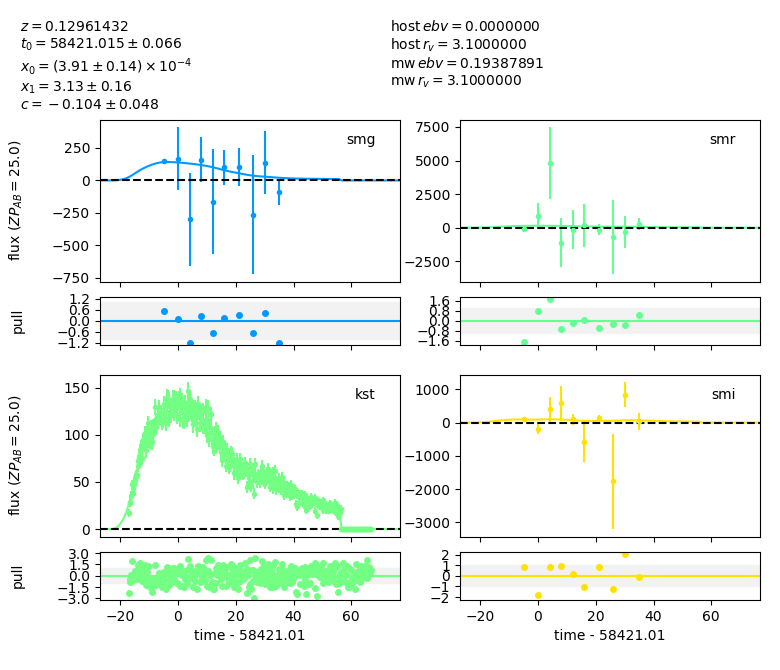 z = 0.12961432
t₀ = 58421.015 ± 0.066
x₀ = (3.91 ± 0.14) × 10⁻⁴
x₁ = 3.13 ± 0.16
c = −0.104 ± 0.048
host ebv = 0.0000000
host r_v = 3.1000000
mw ebv = 0.19387891
mw r_v = 3.1000000
flux (ZP_AB = 25.0)
250
0
−250
−500
−750
smg
7500
5000
2500
0
−2500
smr
pull
1.2
0.6
0.0
−0.6
−1.2
1.6
0.8
0.0
−0.8
−1.6
flux (ZP_AB = 25.0)
150
100
50
0
kst
1000
0
−1000
−2000
−3000
smi
pull
3.0
1.5
0.0
−1.5
−3.0
2
1
0
−1
−2
−20 0 20 40 60
time - 58421.01
−20 0 20 40 60
time - 58421.01